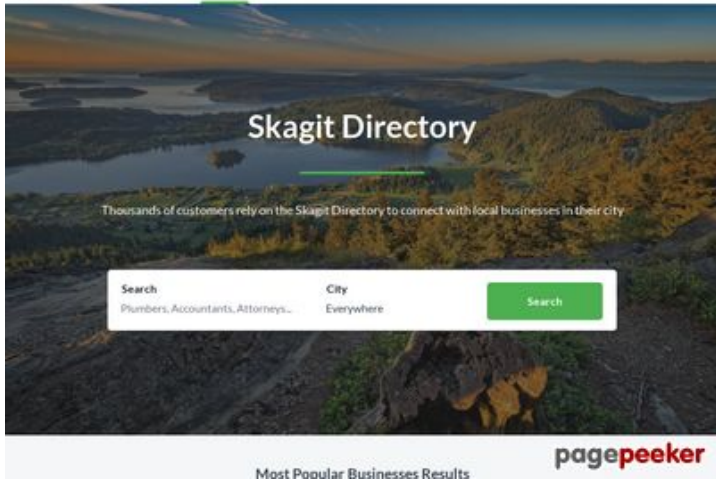 Skagit Directory
Thousands of customers rely on the Skagit Directory to connect with local businesses in their city
Search City
Plumbers, Accountants, Attorneys... Everywhere
Search
Most Popular Businesses Results
pagepeeker